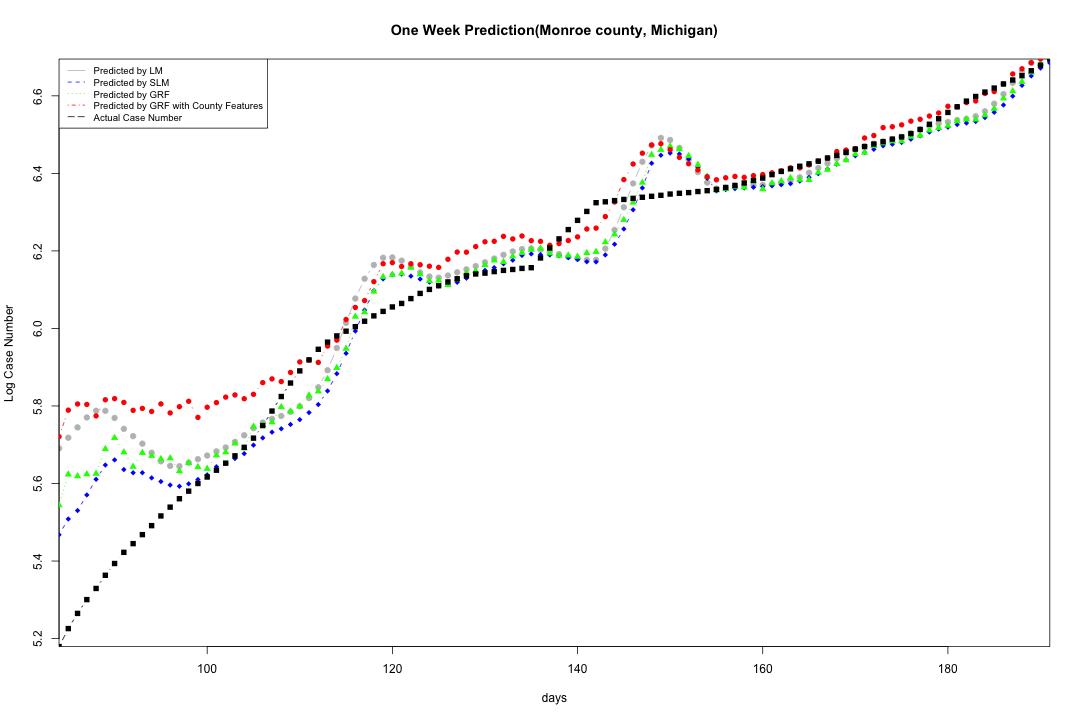 One Week Prediction(Monroe county, Michigan)
Predicted by LM
Predicted by SLM
Predicted by GRF
Predicted by GRF with County Features
Actual Case Number
Log Case Number
6.6
6.4
6.2
6.0
5.8
5.6
5.4
5.2
100 120 140 160 180
days